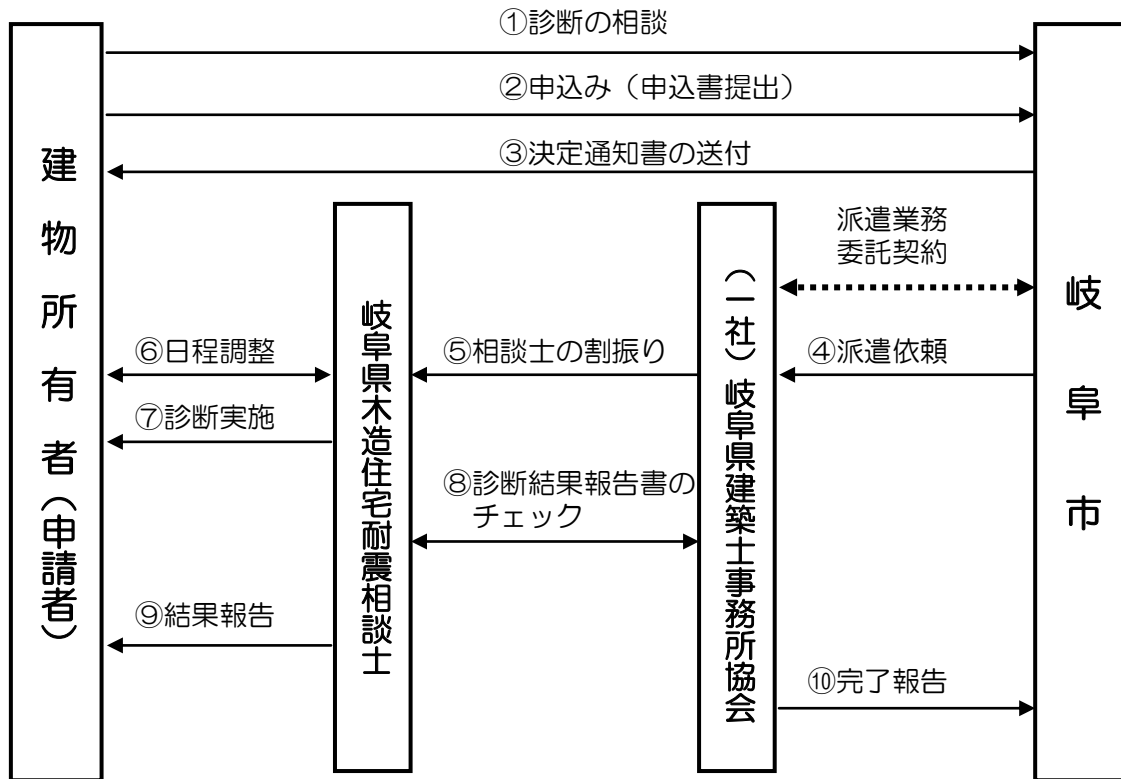 ①診断の相談
②申込み（申込書提出）
③決定通知書の送付
建物所有者（申請者）
岐阜県木造住宅耐震相談士
（一社）岐阜県建築士事務所協会
岐阜市
派遣業務
委託契約
④派遣依頼
⑤相談士の割振り
⑥日程調整
⑦診断実施
⑧診断結果報告書の
チェック
⑨結果報告
⑩完了報告